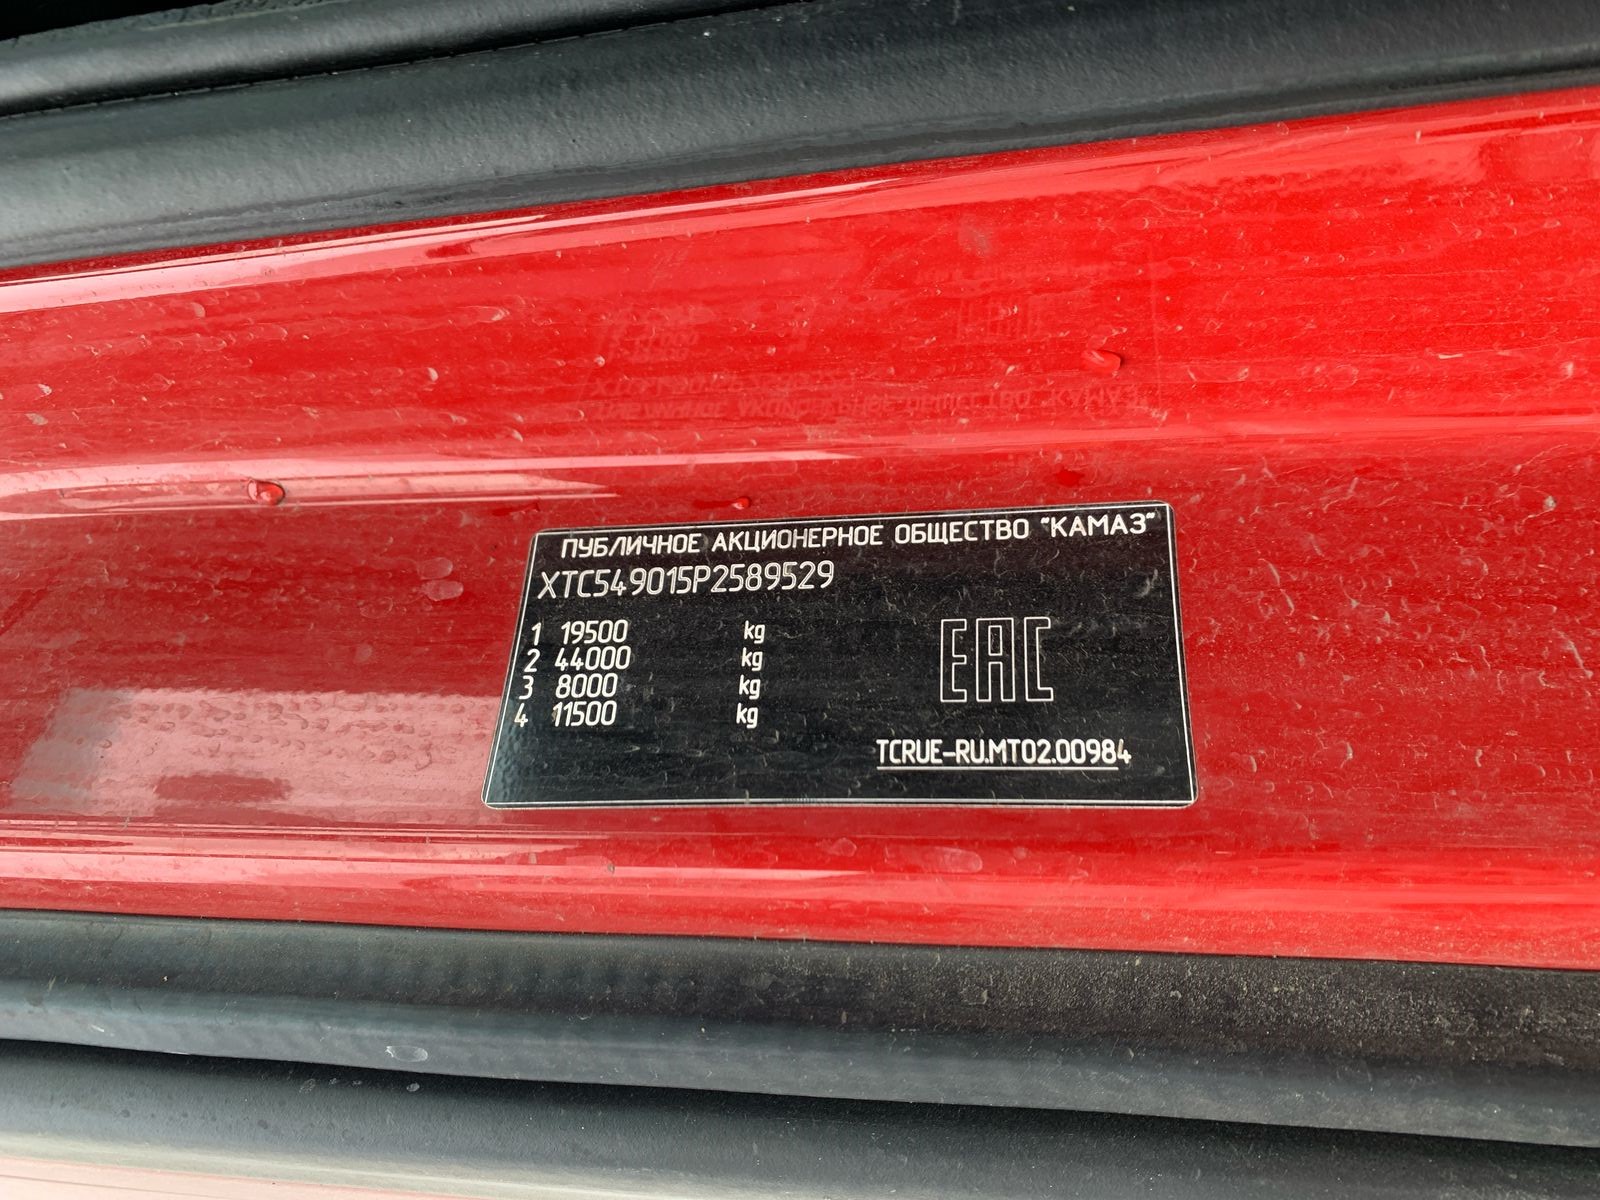 ПУБЛИЧНОЕ АКЦИОНЕРНОЕ ОБЩЕСТВО "КАМАЗ"
XTC549015P2589529
1 19500 kg
2 44000 kg
3 8000 kg
4 11500 kg
EAC
TCRUE-RU.MT02.00984